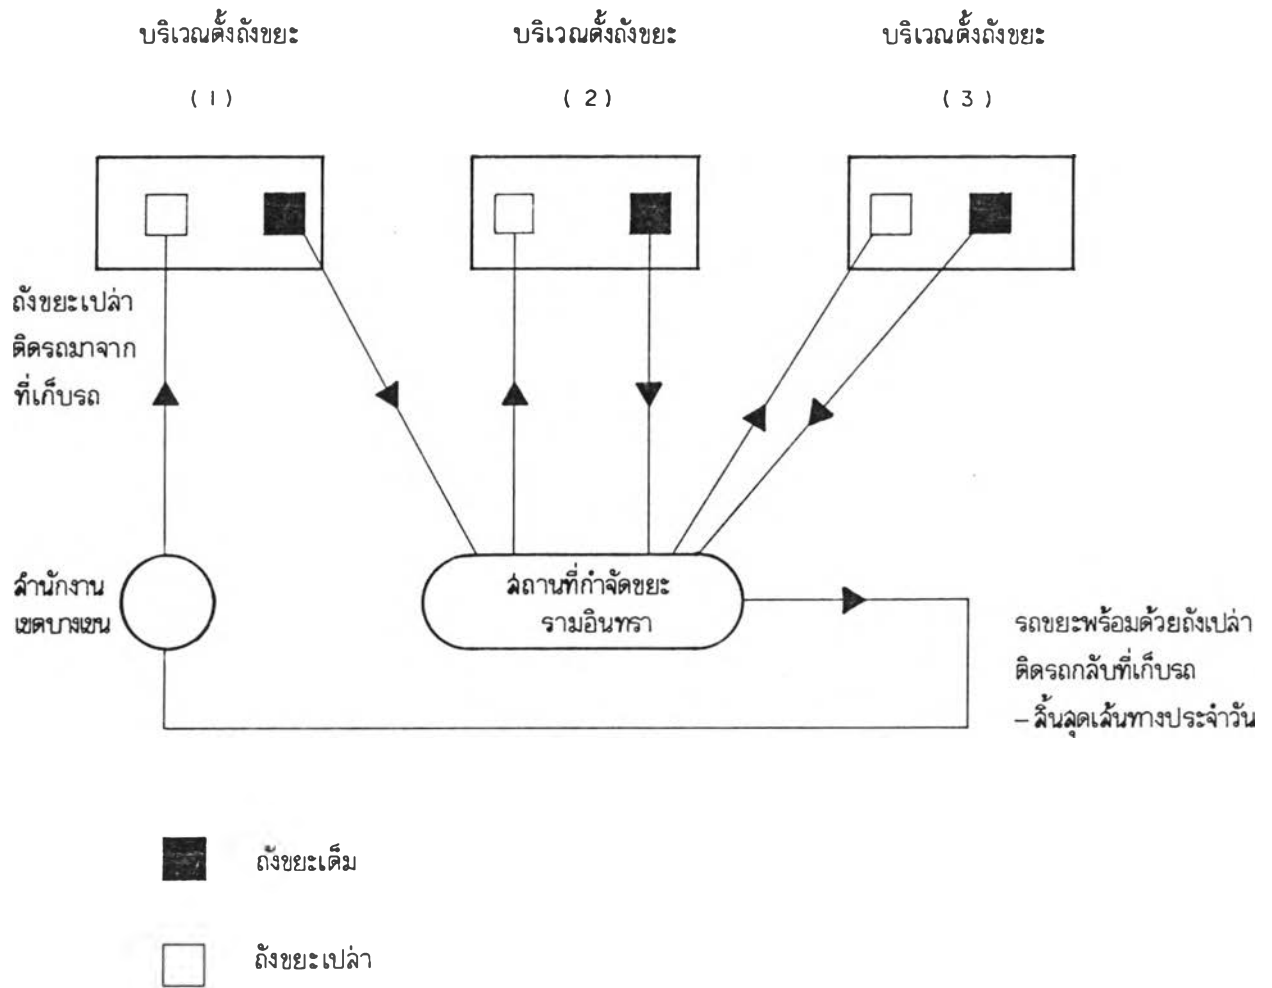 บริเวณตั้งถังขยะ
(1)
บริเวณตั้งถังขยะ
(2)
บริเวณตั้งถังขยะ
(3)
ถังขยะเปล่า
ติดรถมาจาก
ที่เก็บรถ
สำนักงาน
เขตบางเขน
สถานที่กำจัดขยะ
รามอินทรา
รถขยะพร้อมด้วยถังเปล่า
ติดรถกลับที่เก็บรถ
– สิ้นสุดเส้นทางประจำวัน
ถังขยะเต็ม
ถังขยะเปล่า